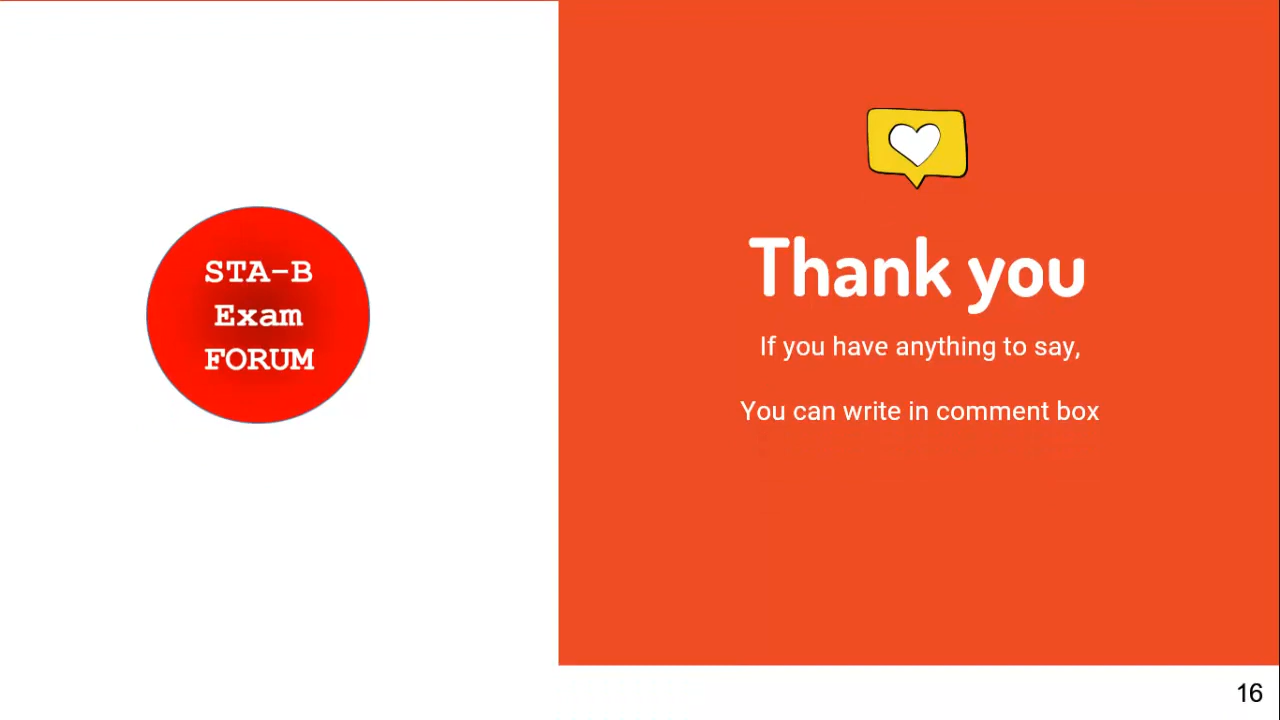 STA-B
Exam
FORUM
Thank you
If you have anything to say,
You can write in comment box
16